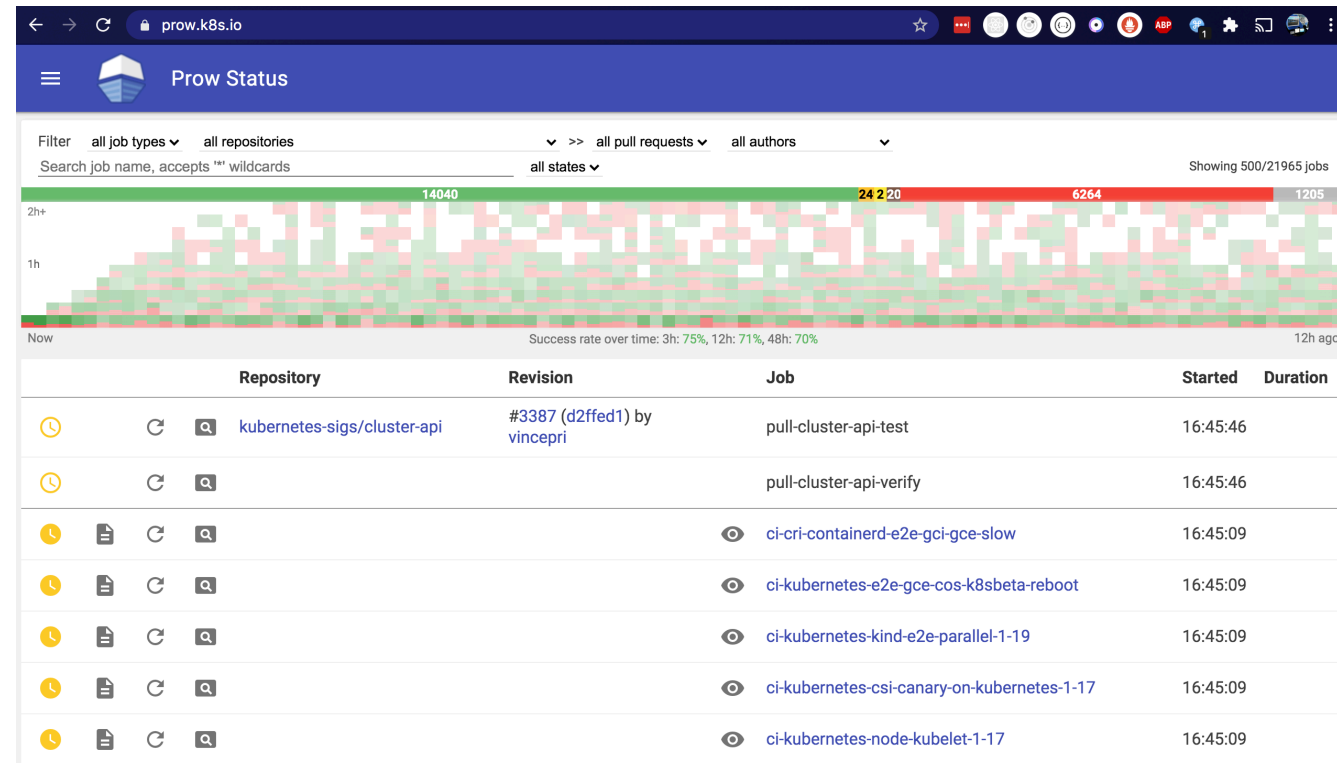 prow.k8s.io
ABP
1
Prow Status
Filter all job types all repositories >> all pull requests all authors
Search job name, accepts '*' wildcards all states Showing 500/21965 jobs
14040 24 2 20 6264 1205
2h+
1h
Now Success rate over time: 3h: 75%, 12h: 71%, 48h: 70% 12h ago
Repository Revision Job Started Duration
kubernetes-sigs/cluster-api #3387 (d2ffed1) by vincepri pull-cluster-api-test 16:45:46
pull-cluster-api-verify 16:45:46
ci-cri-containerd-e2e-gci-gce-slow 16:45:09
ci-kubernetes-e2e-gce-cos-k8sbeta-reboot 16:45:09
ci-kubernetes-kind-e2e-parallel-1-19 16:45:09
ci-kubernetes-csi-canary-on-kubernetes-1-17 16:45:09
ci-kubernetes-node-kubelet-1-17 16:45:09